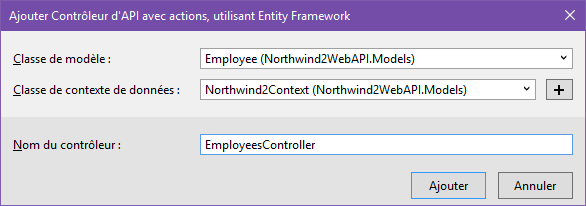 Ajouter Contrôleur d'API avec actions, utilisant Entity Framework
Classe de modèle : Employee (Northwind2WebAPI.Models)
Classe de contexte de données : Northwind2Context (Northwind2WebAPI.Models) +
Nom du contrôleur : EmployeesController
Ajouter Annuler